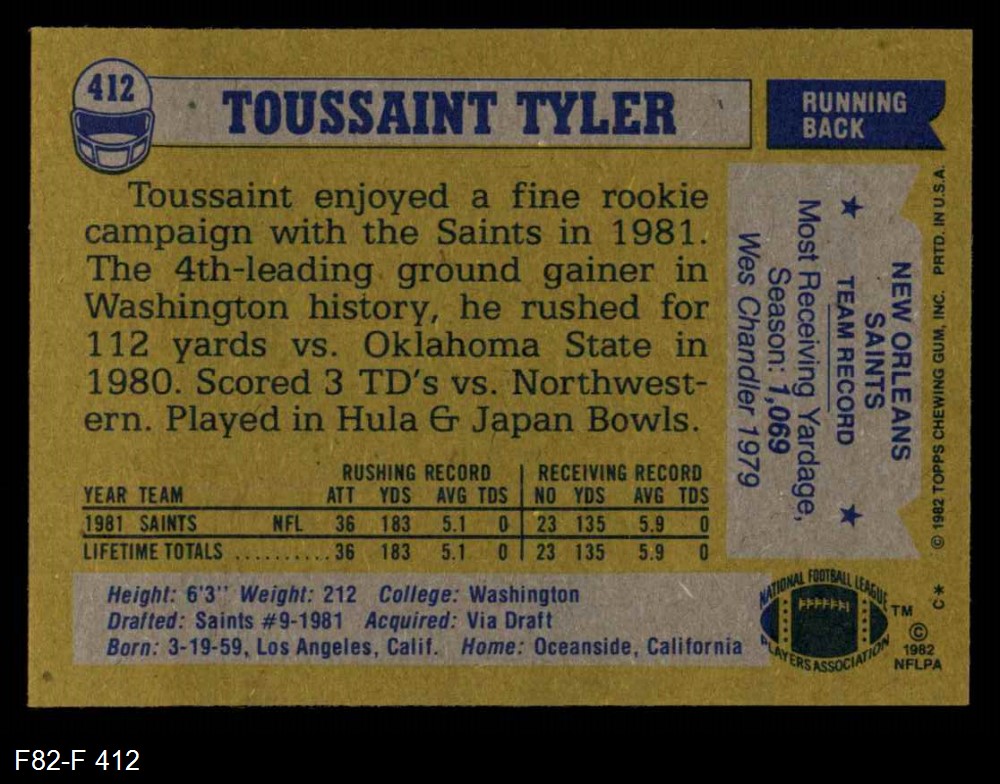 412
TOUSSAINT TYLER
RUNNING
BACK
Toussaint enjoyed a fine rookie
campaign with the Saints in 1981.
The 4th-leading ground gainer in
Washington history, he rushed for
112 yards vs. Oklahoma State in
1980. Scored 3 TD's vs. Northwest-
ern. Played in Hula & Japan Bowls.
NEW ORLEANS
SAINTS
★ TEAM RECORD ★
Most Receiving Yardage,
Season: 1,069
Wes Chandler 1979
© 1982 TOPPS CHEWING GUM, INC. PRTD. IN U.S.A.
RUSHING RECORD RECEIVING RECORD
YEAR TEAM ATT YDS AVG TDS NO YDS AVG TDS
1981 SAINTS NFL 36 183 5.1 0 23 135 5.9 0
LIFETIME TOTALS ..........36 183 5.1 0 23 135 5.9 0
Height: 6'3" Weight: 212 College: Washington
Drafted: Saints #9-1981 Acquired: Via Draft
Born: 3-19-59, Los Angeles, Calif. Home: Oceanside, California
NATIONAL FOOTBALL LEAGUE
PLAYERS ASSOCIATION
TM
©
1982
NFLPA
C*
F82-F 412